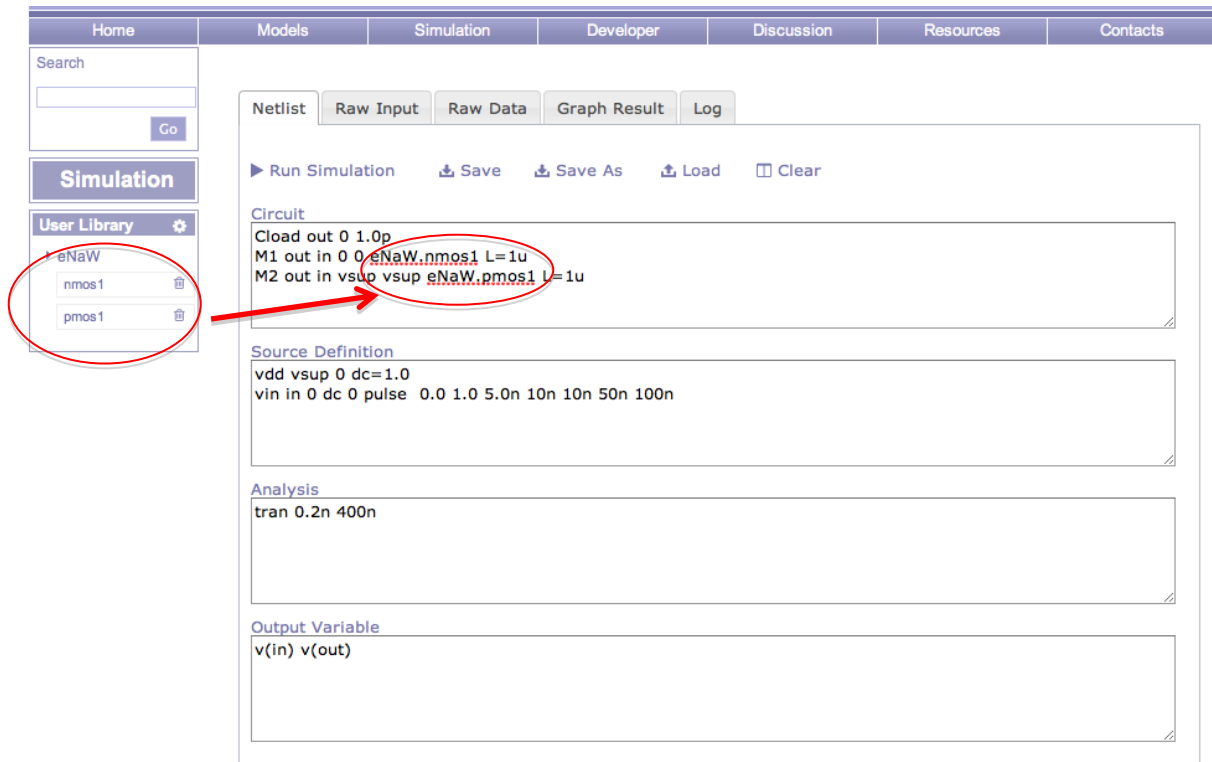 Home Models Simulation Developer Discussion Resources Contacts
Search
Go
Simulation
User Library
eNaW
nmos1
pmos1
Netlist Raw Input Raw Data Graph Result Log
Run Simulation Save Save As Load Clear
Circuit
Cload out 0 1.0p
M1 out in 0 0 eNaW.nmos1 L=1u
M2 out in vsup vsup eNaW.pmos1 L=1u
Source Definition
vdd vsup 0 dc=1.0
vin in 0 dc 0 pulse  0.0 1.0 5.0n 10n 10n 50n 100n
Analysis
tran 0.2n 400n
Output Variable
v(in) v(out)